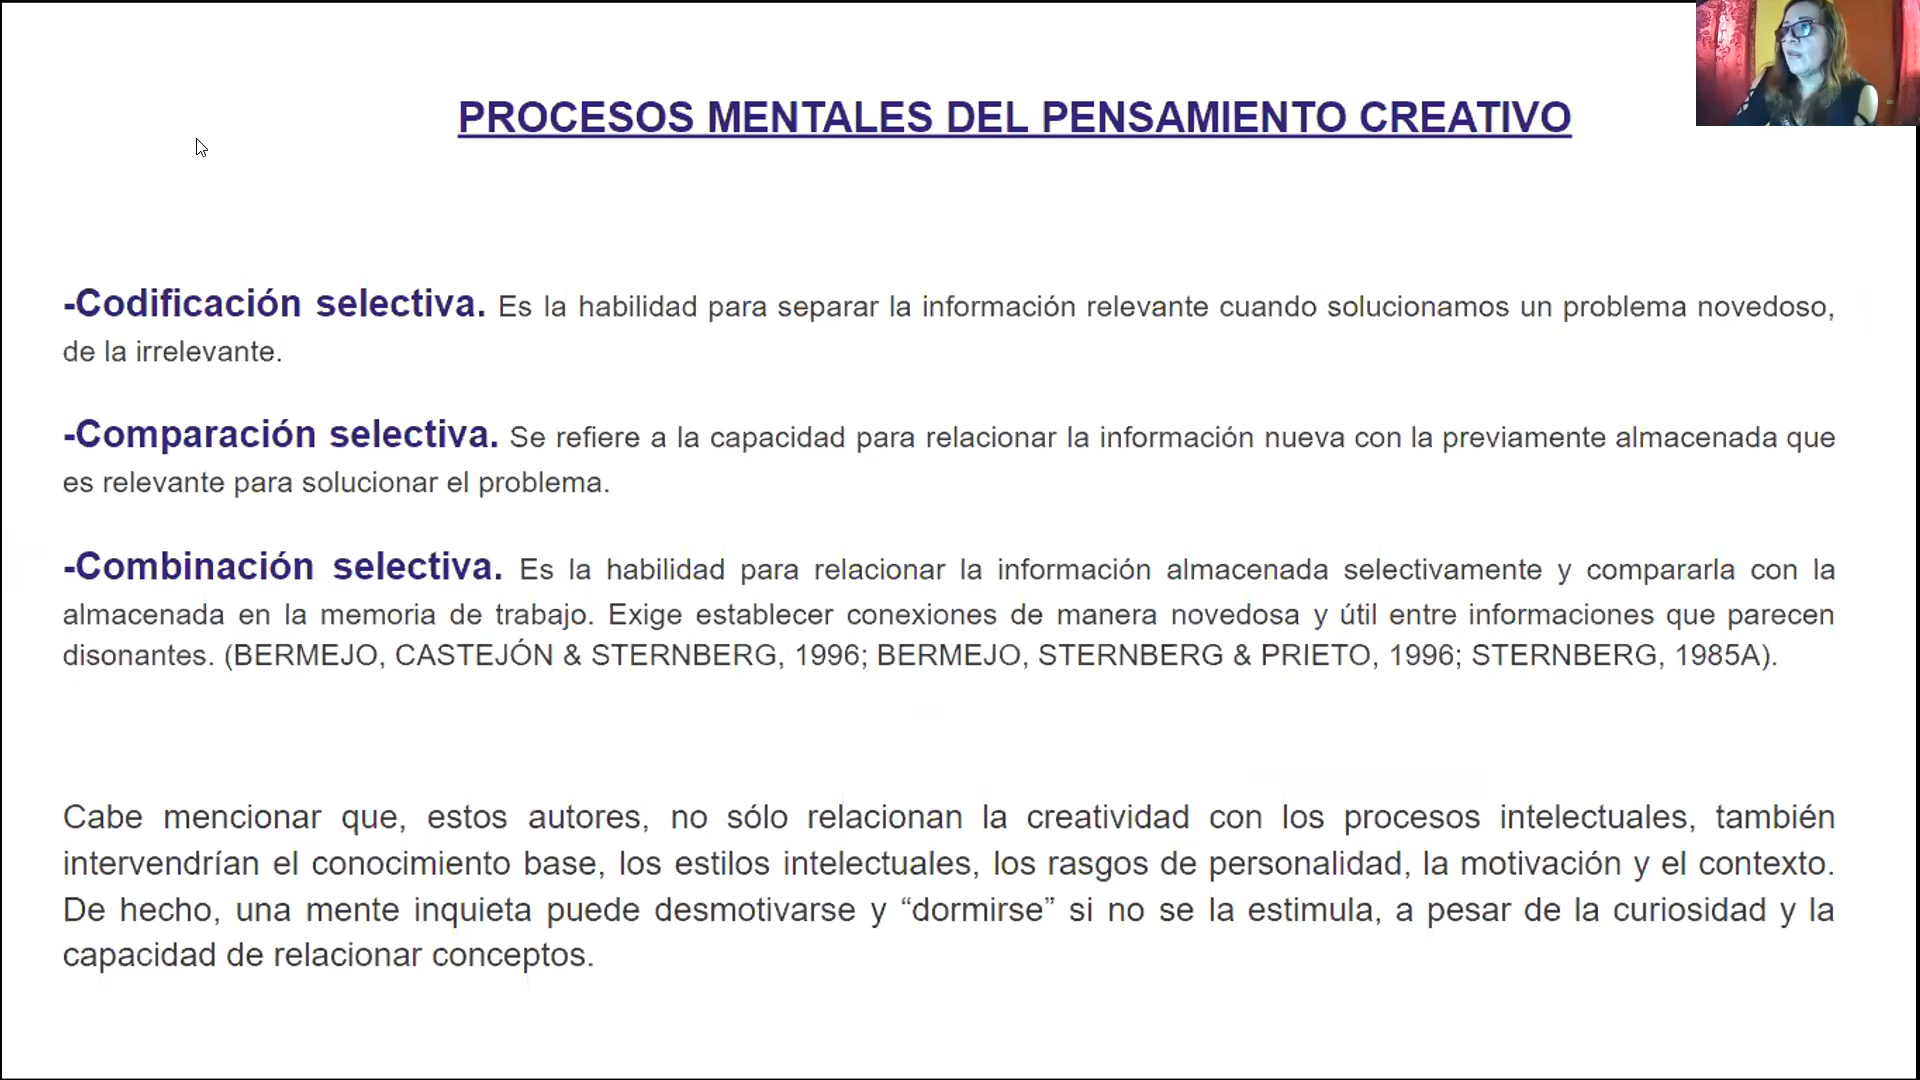 PROCESOS MENTALES DEL PENSAMIENTO CREATIVO
-Codificación selectiva. Es la habilidad para separar la información relevante cuando solucionamos un problema novedoso,
de la irrelevante.
-Comparación selectiva. Se refiere a la capacidad para relacionar la información nueva con la previamente almacenada que
es relevante para solucionar el problema.
-Combinación selectiva. Es la habilidad para relacionar la información almacenada selectivamente y compararla con la
almacenada en la memoria de trabajo. Exige establecer conexiones de manera novedosa y útil entre informaciones que parecen
disonantes. (BERMEJO, CASTEJÓN & STERNBERG, 1996; BERMEJO, STERNBERG & PRIETO, 1996; STERNBERG, 1985A).
Cabe mencionar que, estos autores, no sólo relacionan la creatividad con los procesos intelectuales, también
intervendrían el conocimiento base, los estilos intelectuales, los rasgos de personalidad, la motivación y el contexto.
De hecho, una mente inquieta puede desmotivarse y “dormirse” si no se la estimula, a pesar de la curiosidad y la
capacidad de relacionar conceptos.